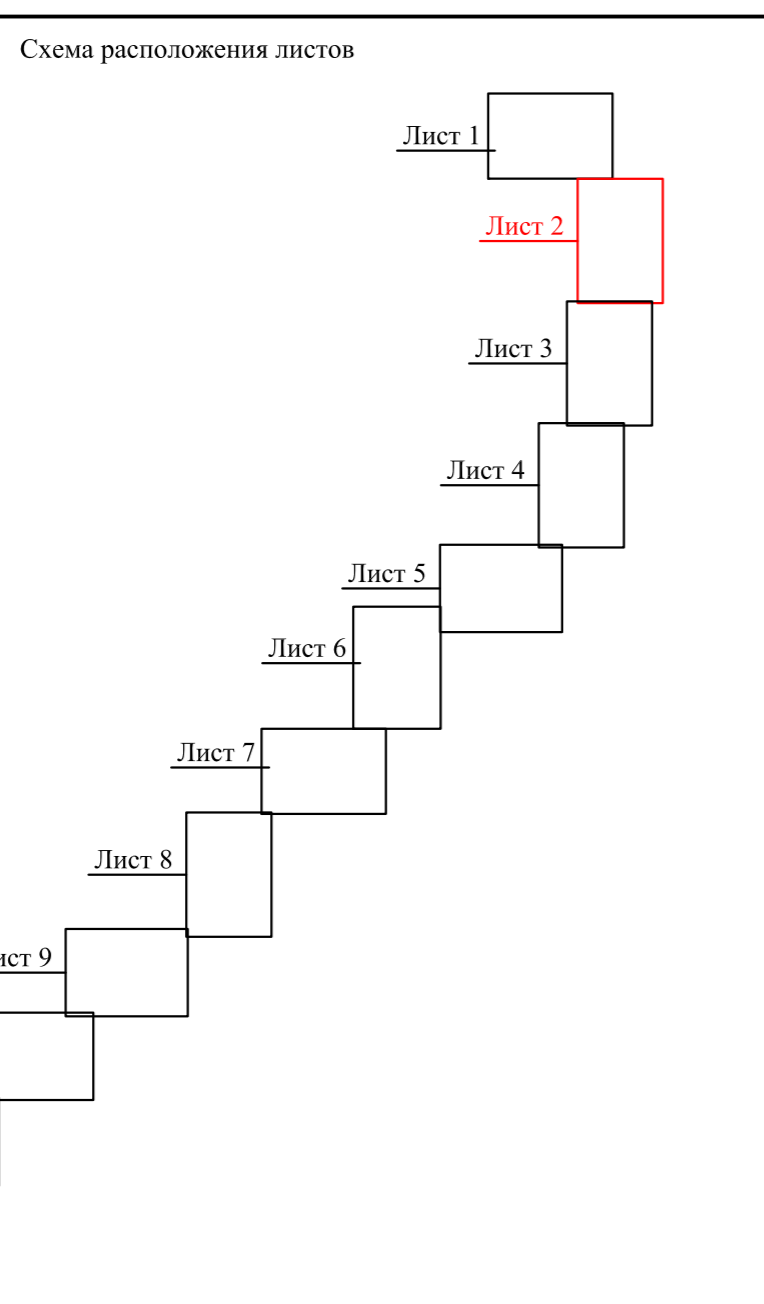 Схема расположения листов
Лист 1
Лист 2
Лист 3
Лист 4
Лист 5
Лист 6
Лист 7
Лист 8
ист 9